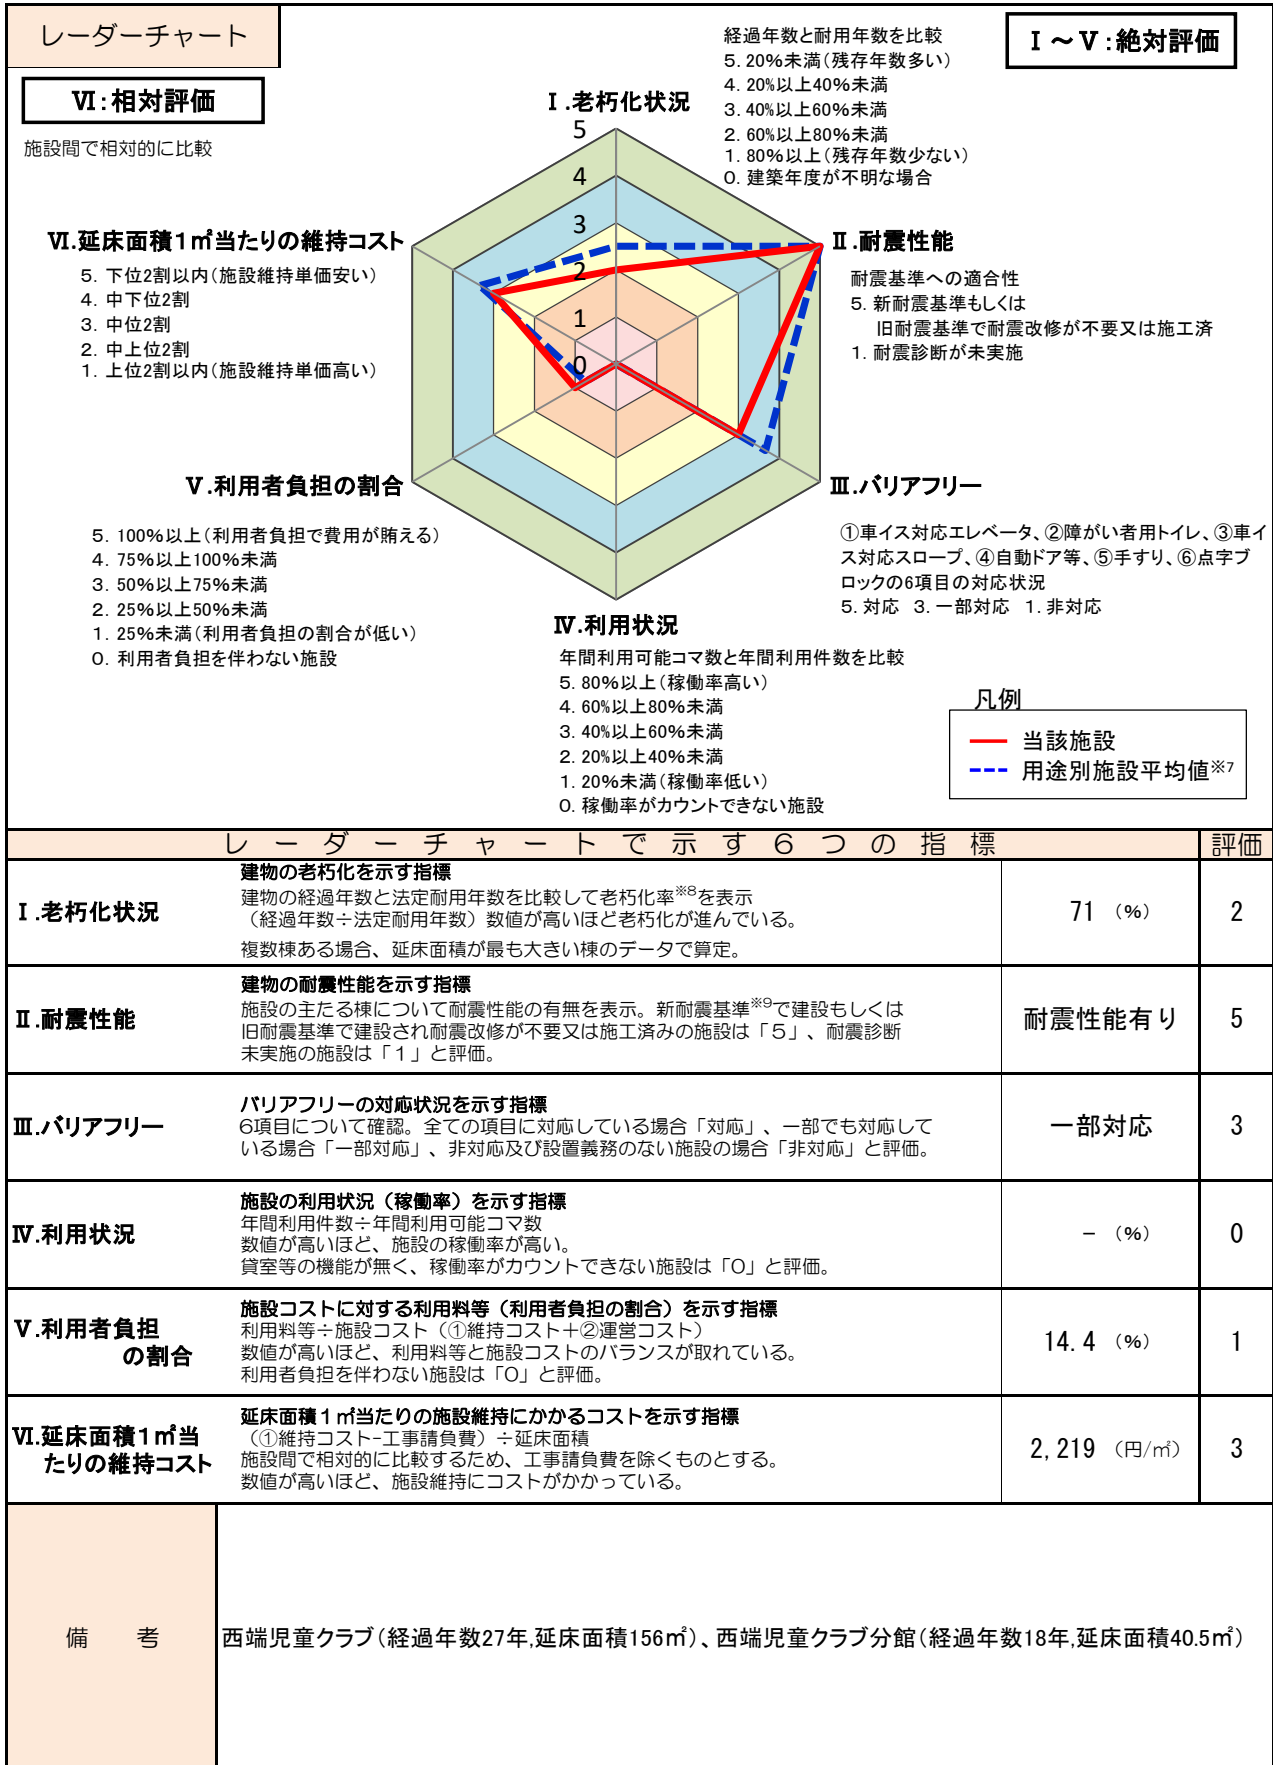 レーダーチャート
Ⅵ:相対評価
施設間で相対的に比較
Ⅰ～Ⅴ:絶対評価
経過年数と耐用年数を比較
5. 20%未満(残存年数多い)
4. 20%以上40%未満
3. 40%以上60%未満
2. 60%以上80%未満
1. 80%以上(残存年数少ない)
0. 建築年度が不明な場合
Ⅰ.老朽化状況
5
4
3
2
1
0
Ⅱ.耐震性能
耐震基準への適合性
5. 新耐震基準もしくは
旧耐震基準で耐震改修が不要又は施工済
1. 耐震診断が未実施
Ⅲ.バリアフリー
①車イス対応エレベータ、②障がい者用トイレ、③車イ
ス対応スロープ、④自動ドア等、⑤手すり、⑥点字ブ
ロックの6項目の対応状況
5. 対応 3. 一部対応 1. 非対応
Ⅳ.利用状況
年間利用可能コマ数と年間利用件数を比較
5. 80%以上(稼働率高い)
4. 60%以上80%未満
3. 40%以上60%未満
2. 20%以上40%未満
1. 20%未満(稼働率低い)
0. 稼働率がカウントできない施設
Ⅴ.利用者負担の割合
5. 100%以上(利用者負担で費用が賄える)
4. 75%以上100%未満
3. 50%以上75%未満
2. 25%以上50%未満
1. 25%未満(利用者負担の割合が低い)
0. 利用者負担を伴わない施設
Ⅵ.延床面積1㎡当たりの維持コスト
5. 下位2割以内(施設維持単価安い)
4. 中下位2割
3. 中位2割
2. 中上位2割
1. 上位2割以内(施設維持単価高い)
凡例
当該施設
用途別施設平均値※7
レーダーチャートで示す6つの指標 評価
Ⅰ.老朽化状況
建物の老朽化を示す指標
建物の経過年数と法定耐用年数を比較して老朽化率※8を表示
(経過年数÷法定耐用年数)数値が高いほど老朽化が進んでいる。
複数棟ある場合、延床面積が最も大きい棟のデータで算定。
71 (%) 2
Ⅱ.耐震性能
建物の耐震性能を示す指標
施設の主たる棟について耐震性能の有無を表示。新耐震基準※9で建設もしくは
旧耐震基準で建設され耐震改修が不要又は施工済みの施設は「5」、耐震診断
未実施の施設は「1」と評価。
耐震性能有り 5
Ⅲ.バリアフリー
バリアフリーの対応状況を示す指標
6項目について確認。全ての項目に対応している場合「対応」、一部でも対応して
いる場合「一部対応」、非対応及び設置義務のない施設の場合「非対応」と評価。
一部対応 3
Ⅳ.利用状況
施設の利用状況(稼働率)を示す指標
年間利用件数÷年間利用可能コマ数
数値が高いほど、施設の稼働率が高い。
貸室等の機能が無く、稼働率がカウントできない施設は「0」と評価。
- (%) 0
Ⅴ.利用者負担
の割合
施設コストに対する利用料等(利用者負担の割合)を示す指標
利用料等÷施設コスト(①維持コスト+②運営コスト)
数値が高いほど、利用料等と施設コストのバランスが取れている。
利用者負担を伴わない施設は「0」と評価。
14.4 (%) 1
Ⅵ.延床面積1㎡当
たりの維持コスト
延床面積1㎡当たりの施設維持にかかるコストを示す指標
(①維持コスト-工事請負費)÷延床面積
施設間で相対的に比較するため、工事請負費を除くものとする。
数値が高いほど、施設維持にコストがかかっている。
2,219 (円/㎡) 3
備 考
西端児童クラブ(経過年数27年,延床面積156㎡)、西端児童クラブ分館(経過年数18年,延床面積40.5㎡)